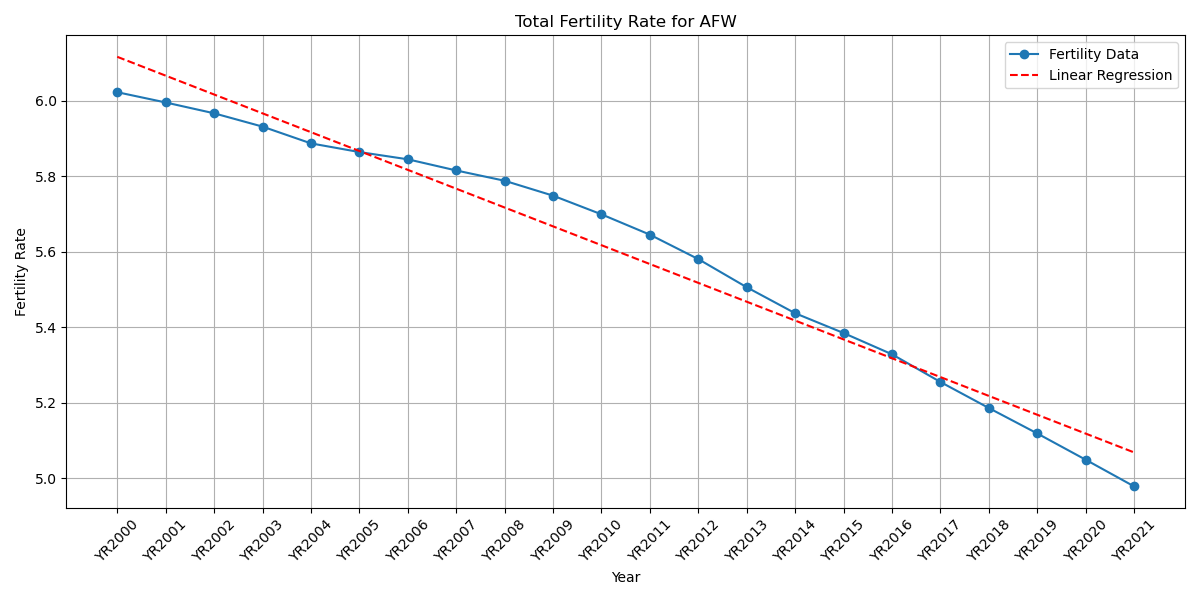 Total Fertility Rate for AFW
Fertility Data
Linear Regression
Fertility Rate
6.0
5.8
5.6
5.4
5.2
5.0
YR2000 YR2001 YR2002 YR2003 YR2004 YR2005 YR2006 YR2007 YR2008 YR2009 YR2010 YR2011 YR2012 YR2013 YR2014 YR2015 YR2016 YR2017 YR2018 YR2019 YR2020 YR2021
Year